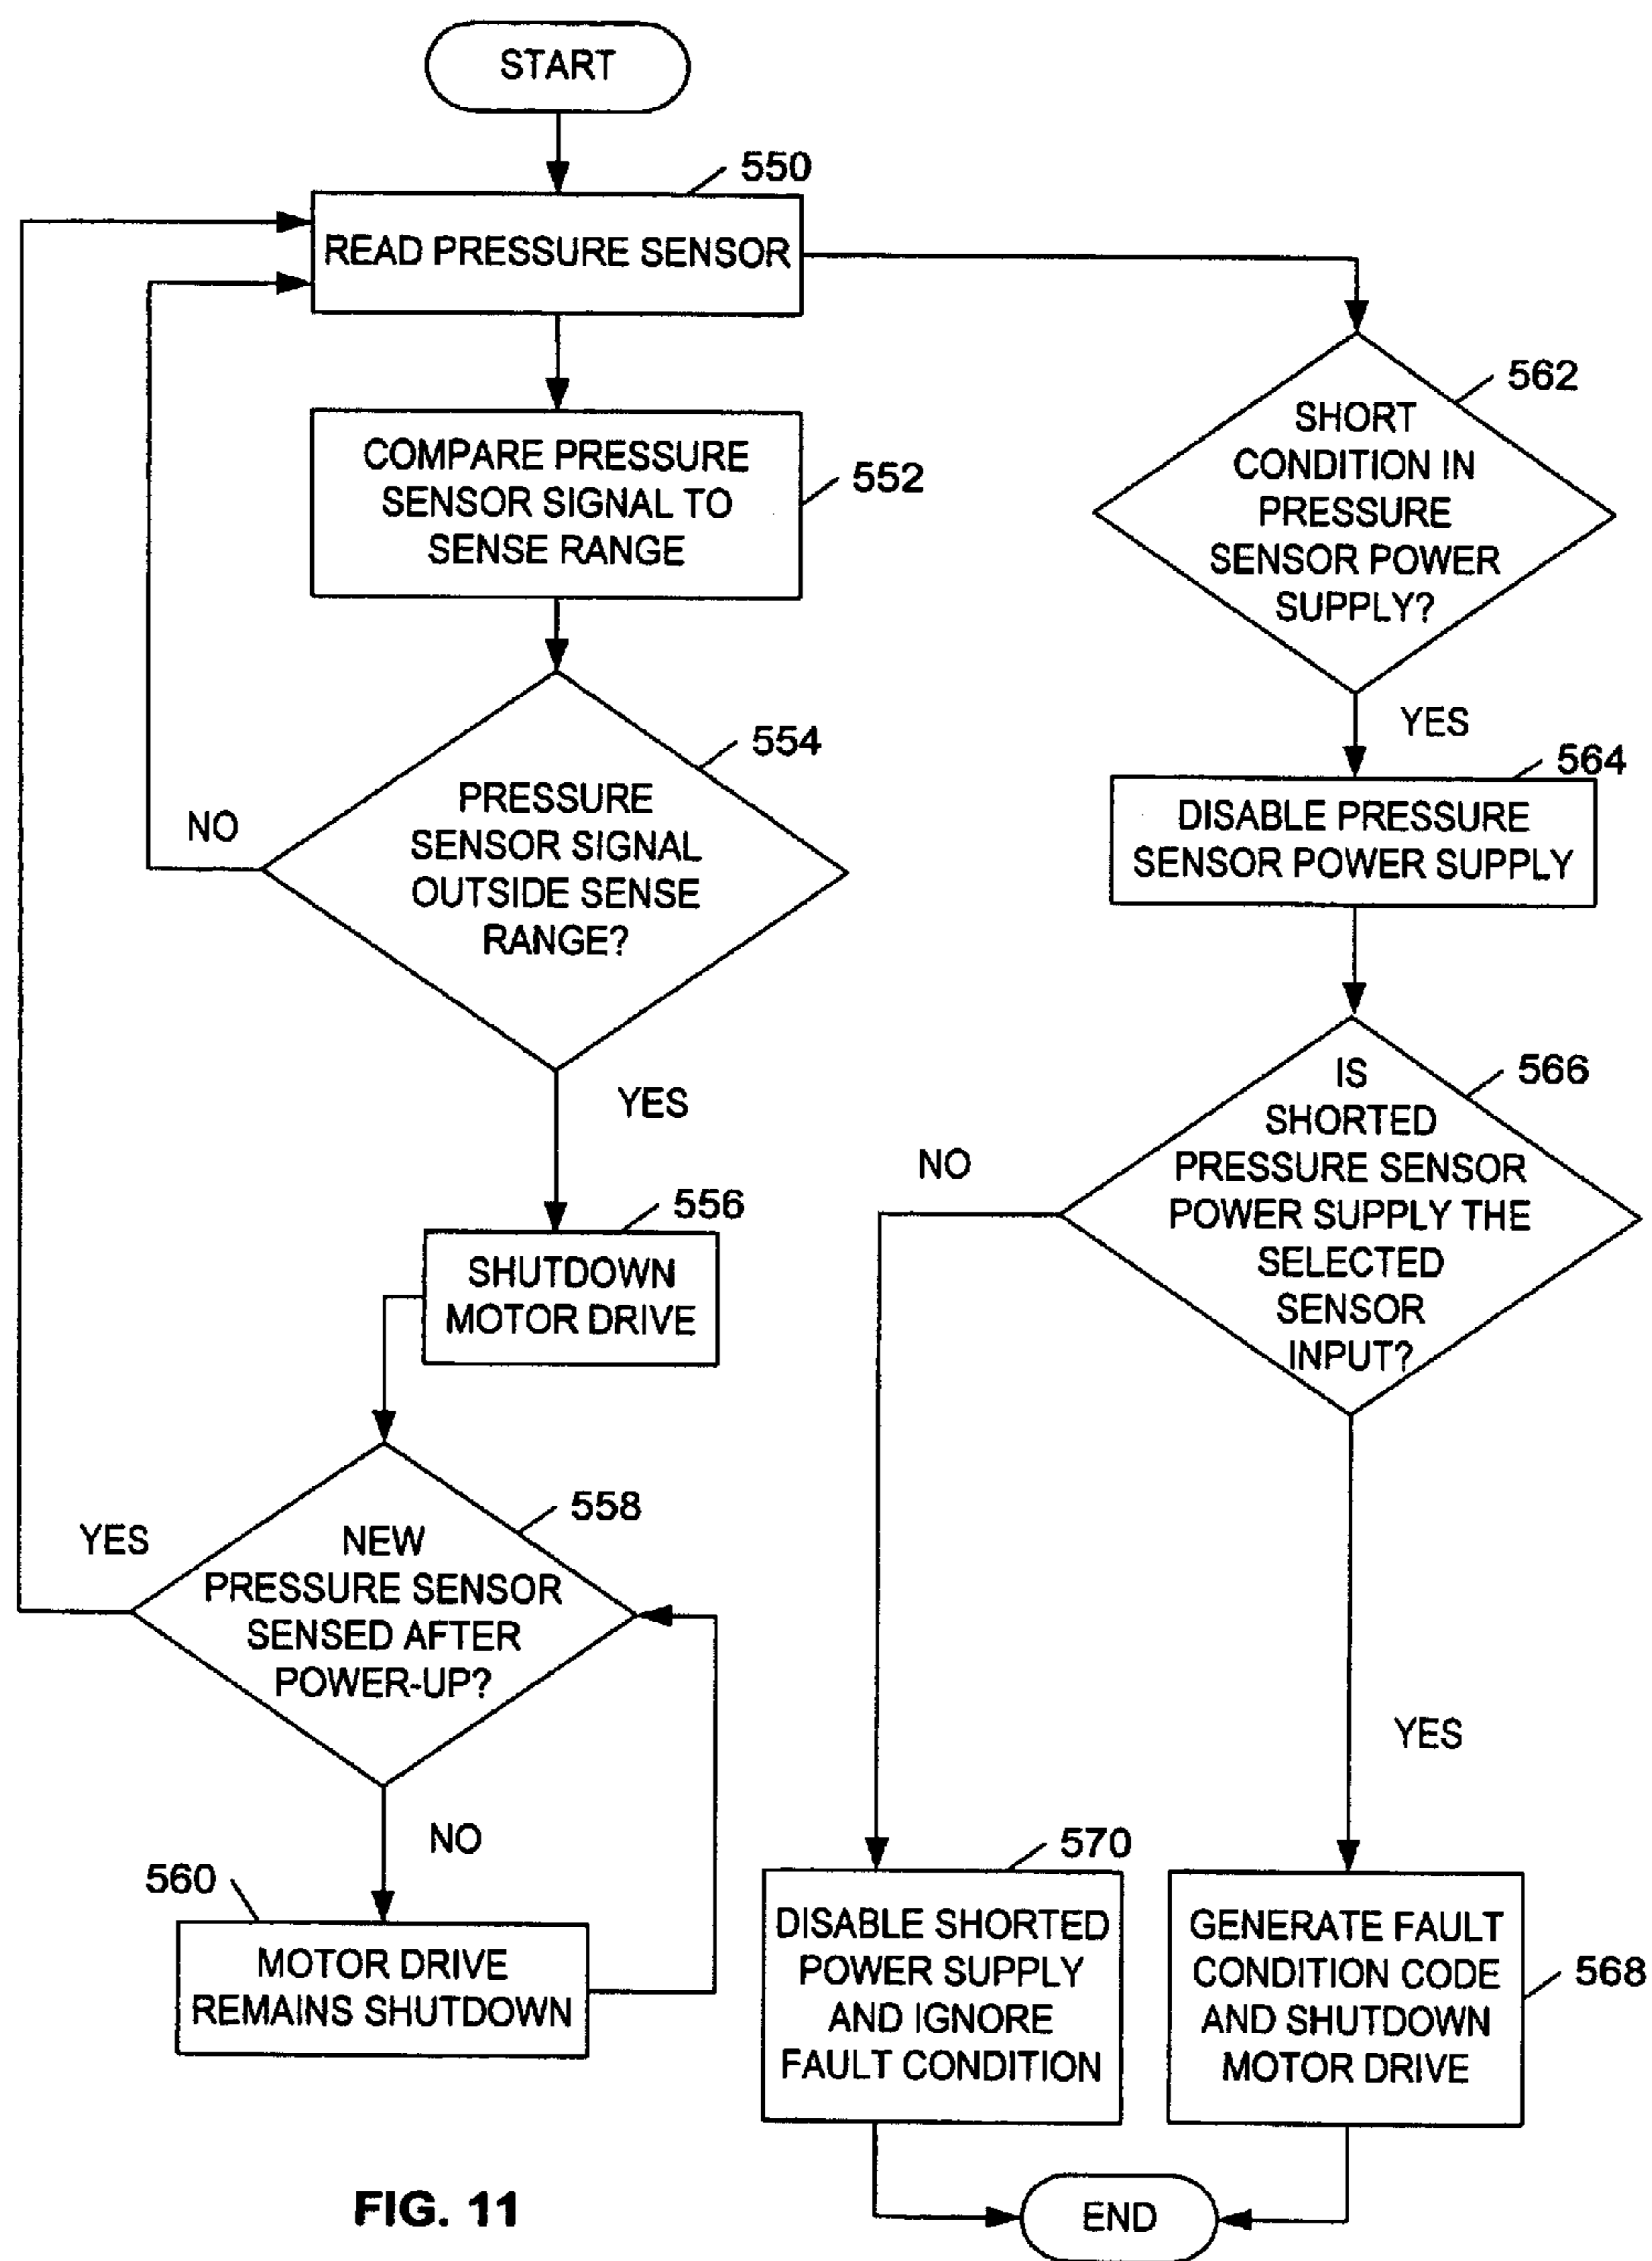 START
550
READ PRESSURE SENSOR
COMPARE PRESSURE
SENSOR SIGNAL TO
SENSE RANGE
552
554
PRESSURE
SENSOR SIGNAL
OUTSIDE SENSE
RANGE?
NO
YES
556
SHUTDOWN
MOTOR DRIVE
558
NEW
PRESSURE SENSOR
SENSED AFTER
POWER-UP?
YES
NO
560
MOTOR DRIVE
REMAINS SHUTDOWN
562
SHORT
CONDITION IN
PRESSURE
SENSOR POWER
SUPPLY?
YES
564
DISABLE PRESSURE
SENSOR POWER SUPPLY
566
IS
SHORTED
PRESSURE SENSOR
POWER SUPPLY THE
SELECTED
SENSOR
INPUT?
NO
YES
570
DISABLE SHORTED
POWER SUPPLY
AND IGNORE
FAULT CONDITION
GENERATE FAULT
CONDITION CODE
AND SHUTDOWN
MOTOR DRIVE
568
END
FIG. 11